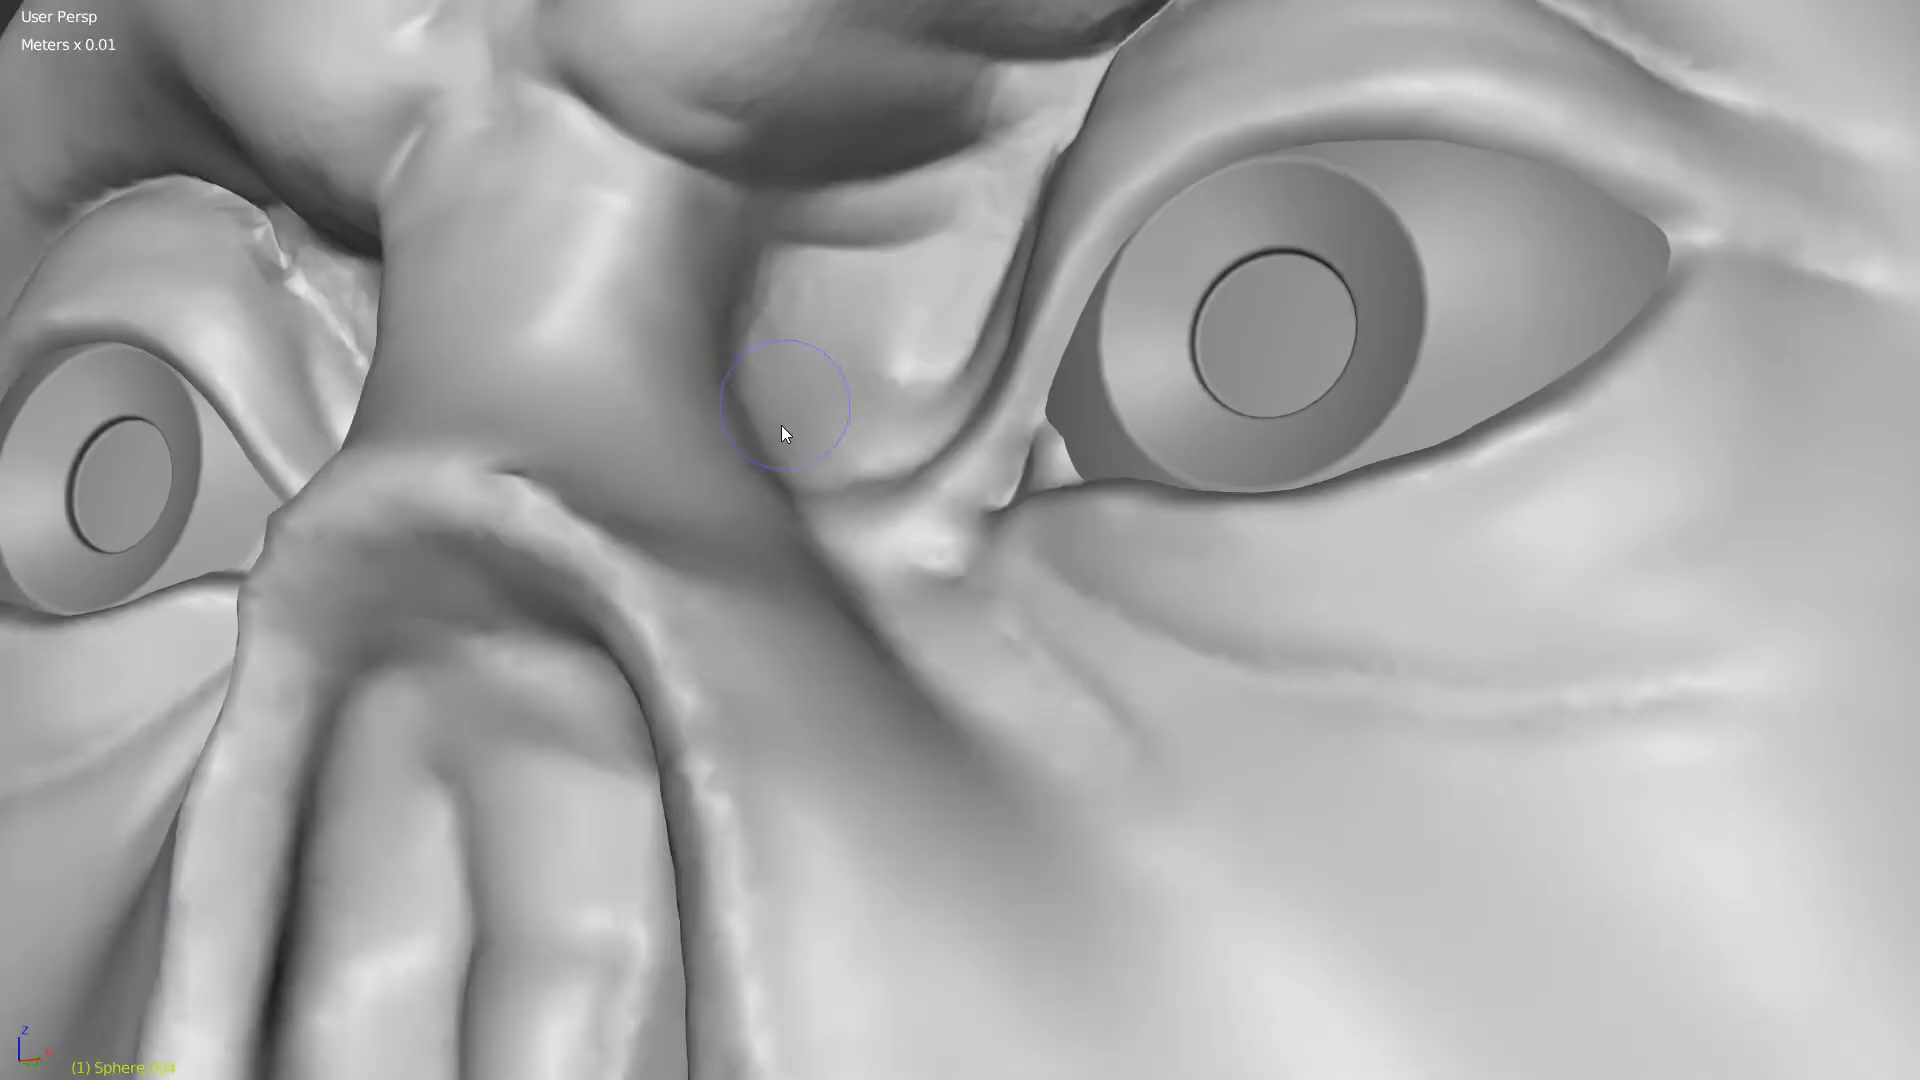 User Persp
Meters x 0.01
z
(1) Sphere.004